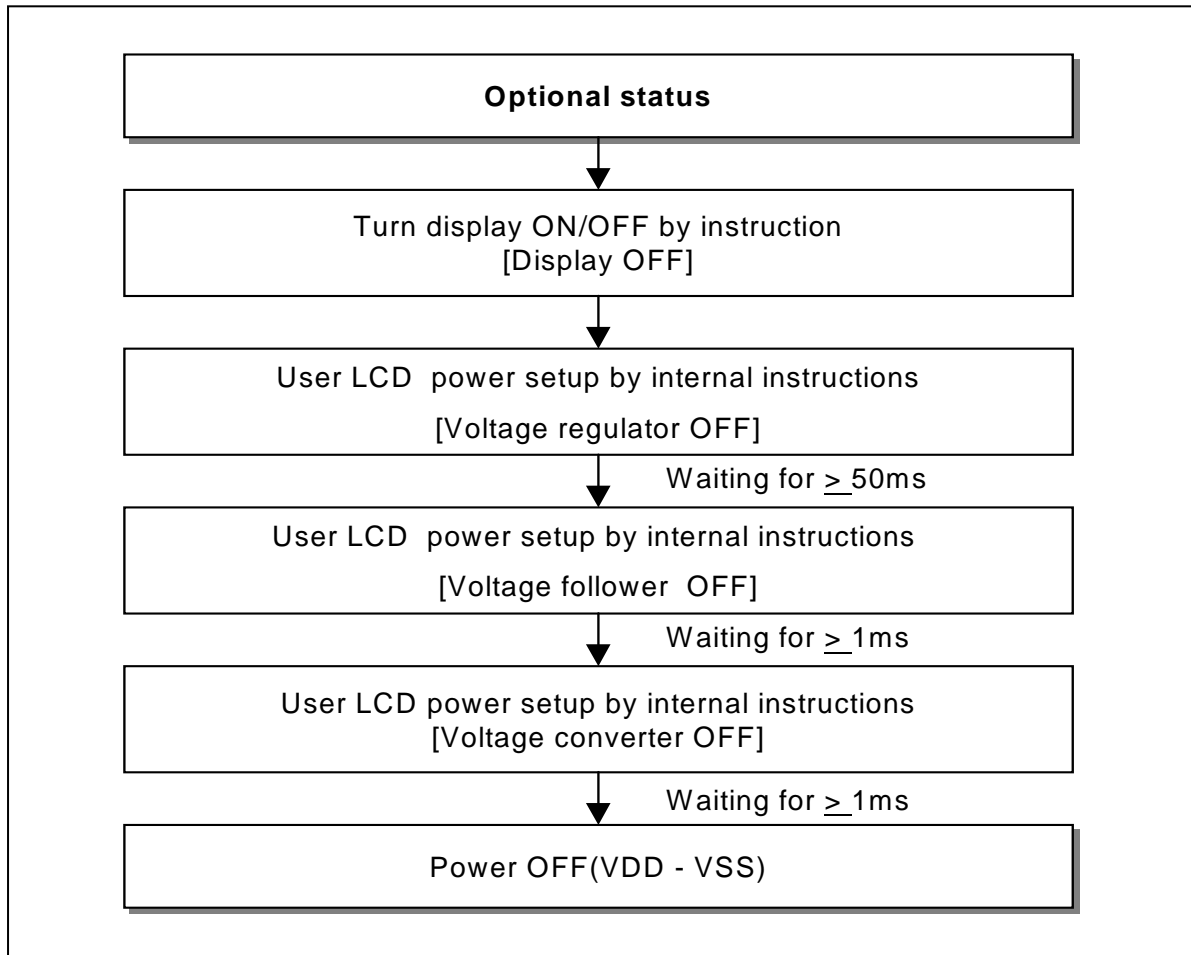 Optional status
Turn display ON/OFF by instruction
[Display OFF]
User LCD power setup by internal instructions
[Voltage regulator OFF]
Waiting for > 50ms
User LCD power setup by internal instructions
[Voltage follower OFF]
Waiting for > 1ms
User LCD power setup by internal instructions
[Voltage converter OFF]
Waiting for > 1ms
Power OFF(VDD - VSS)